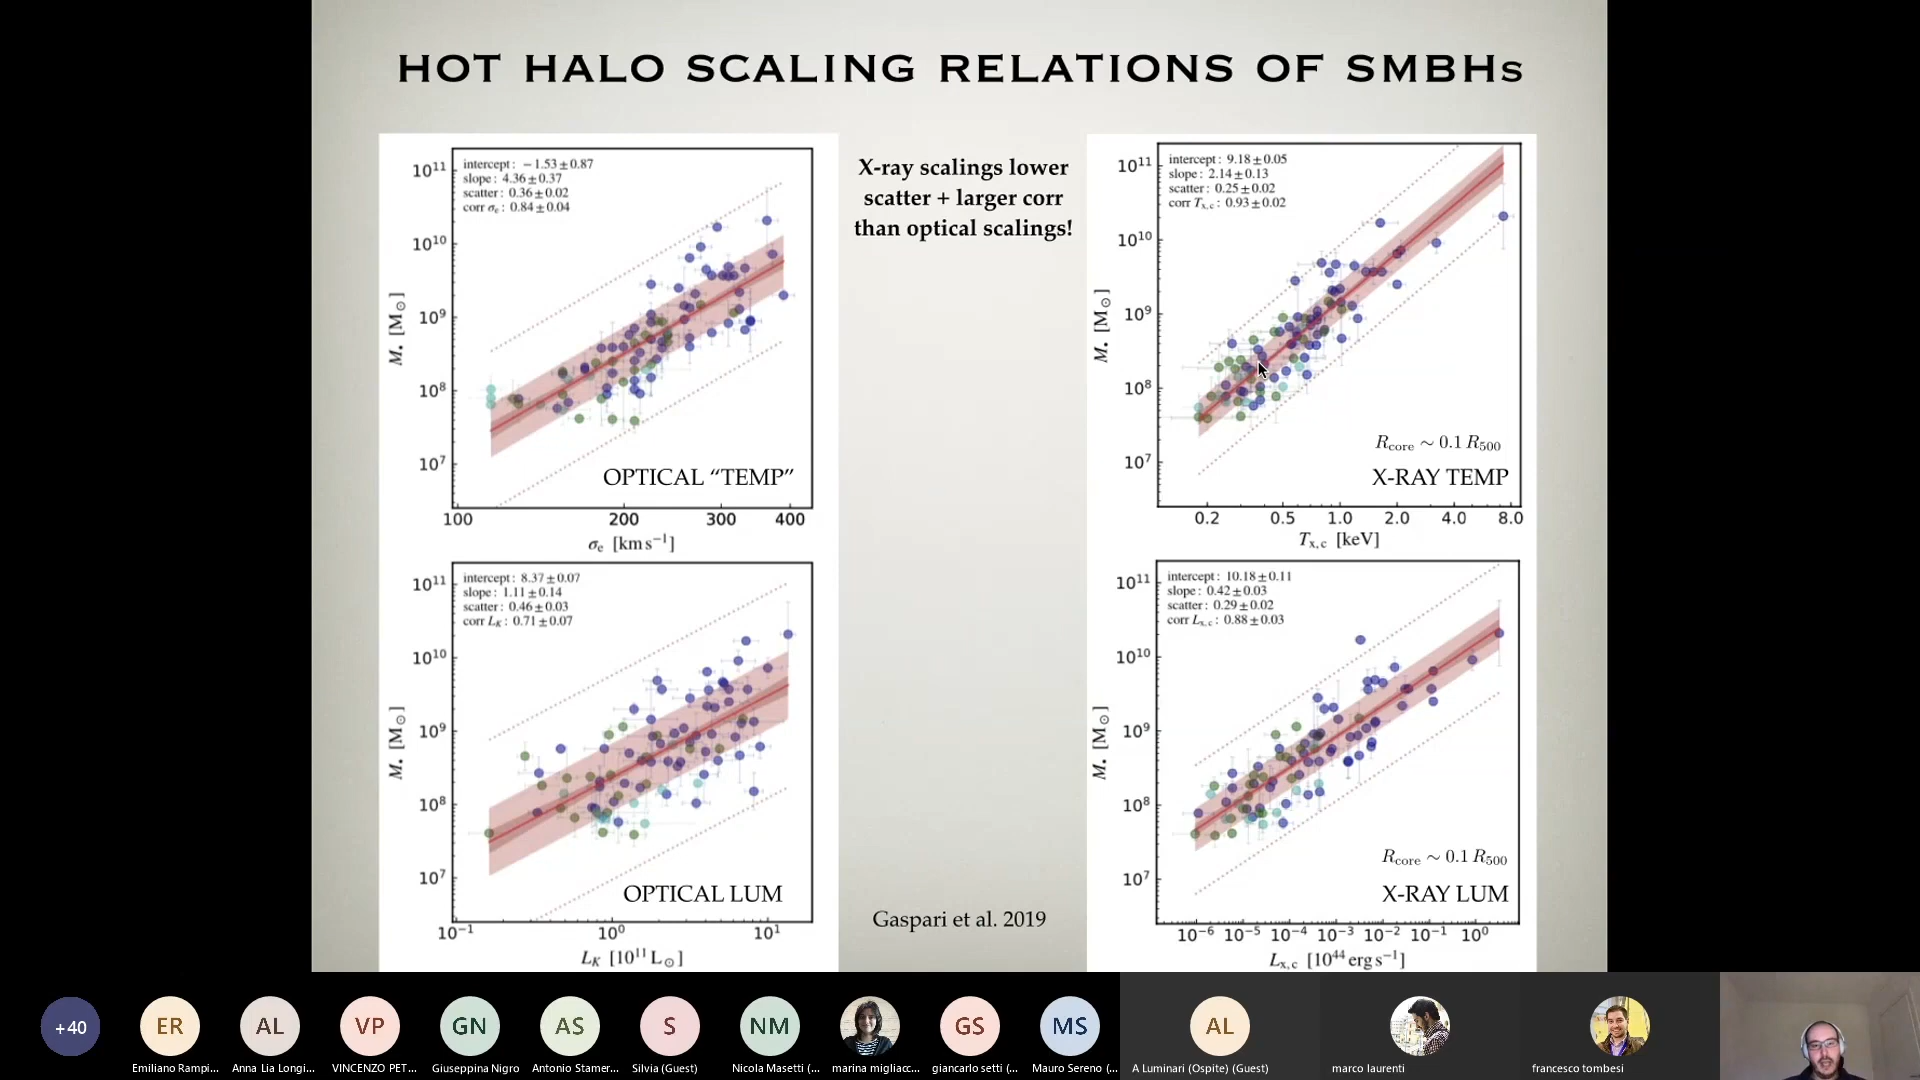 HOT HALO SCALING RELATIONS OF SMBHs
intercept: −1.53±0.87
slope: 4.36±0.37
scatter: 0.36±0.02
corr σe: 0.84±0.04
10¹¹
10¹⁰
10⁹
10⁸
10⁷
M• [M⊙]
OPTICAL “TEMP”
100 200 300 400
σe [km s⁻¹]
X-ray scalings lower
scatter + larger corr
than optical scalings!
intercept: 9.18±0.05
slope: 2.14±0.13
scatter: 0.25±0.02
corr Tx,c: 0.93±0.02
10¹¹
10¹⁰
10⁹
10⁸
10⁷
M• [M⊙]
Rcore ~ 0.1 R500
X-RAY TEMP
0.2 0.5 1.0 2.0 4.0 8.0
Tx,c [keV]
intercept: 8.37±0.07
slope: 1.11±0.14
scatter: 0.46±0.03
corr LK: 0.71±0.07
10¹¹
10¹⁰
10⁹
10⁸
10⁷
M• [M⊙]
OPTICAL LUM
10⁻¹ 10⁰ 10¹
LK [10¹¹ L⊙]
Gaspari et al. 2019
intercept: 10.18±0.11
slope: 0.42±0.03
scatter: 0.29±0.02
corr Lx,c: 0.88±0.03
10¹¹
10¹⁰
10⁹
10⁸
10⁷
M• [M⊙]
Rcore ~ 0.1 R500
X-RAY LUM
10⁻⁶ 10⁻⁵ 10⁻⁴ 10⁻³ 10⁻² 10⁻¹ 10⁰
Lx,c [10⁴⁴ erg s⁻¹]
+40 ER AL VP GN AS S NM GS MS AL
Emiliano Rampi... Anna Lia Longi... VINCENZO PET... Giuseppina Nigro Antonio Stamer... Silvia (Guest) Nicola Masetti (... marina migliacc... giancarlo setti (... Mauro Sereno (... A Luminari (Ospite) (Guest) marco laurenti francesco tombesi